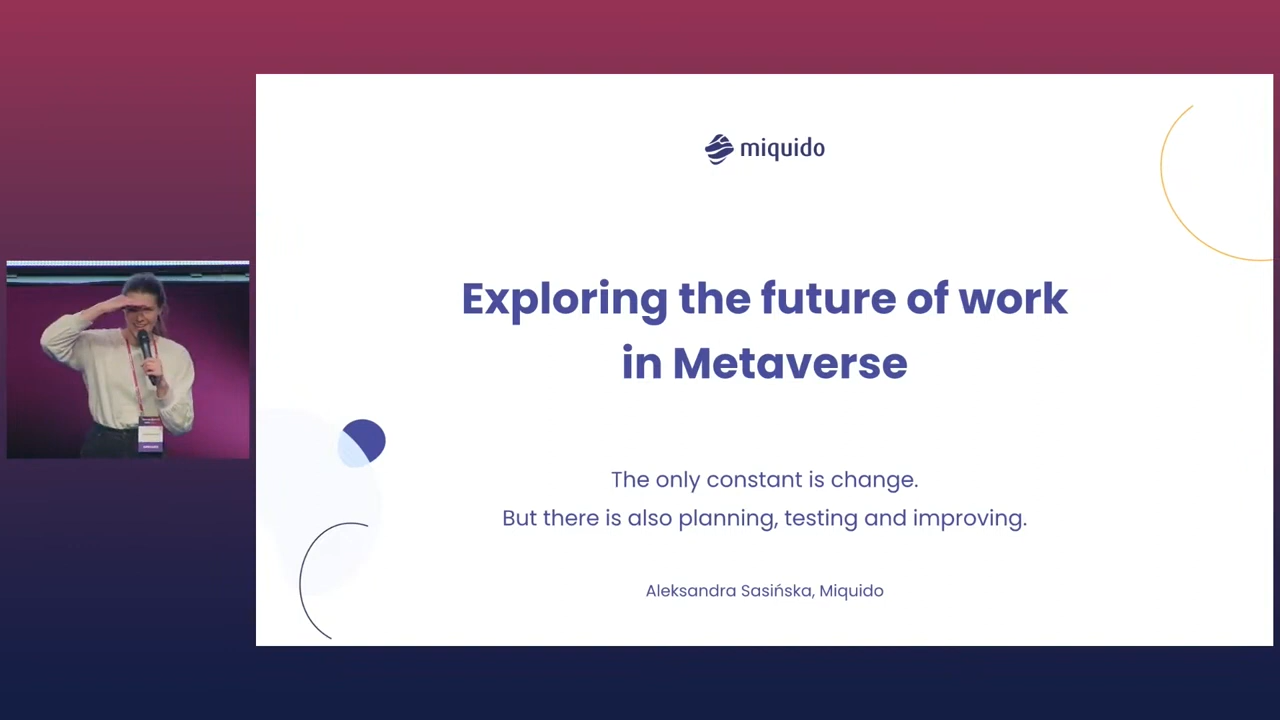 miquido
Exploring the future of work
in Metaverse
The only constant is change.
But there is also planning, testing and improving.
Aleksandra Sasińska, Miquido